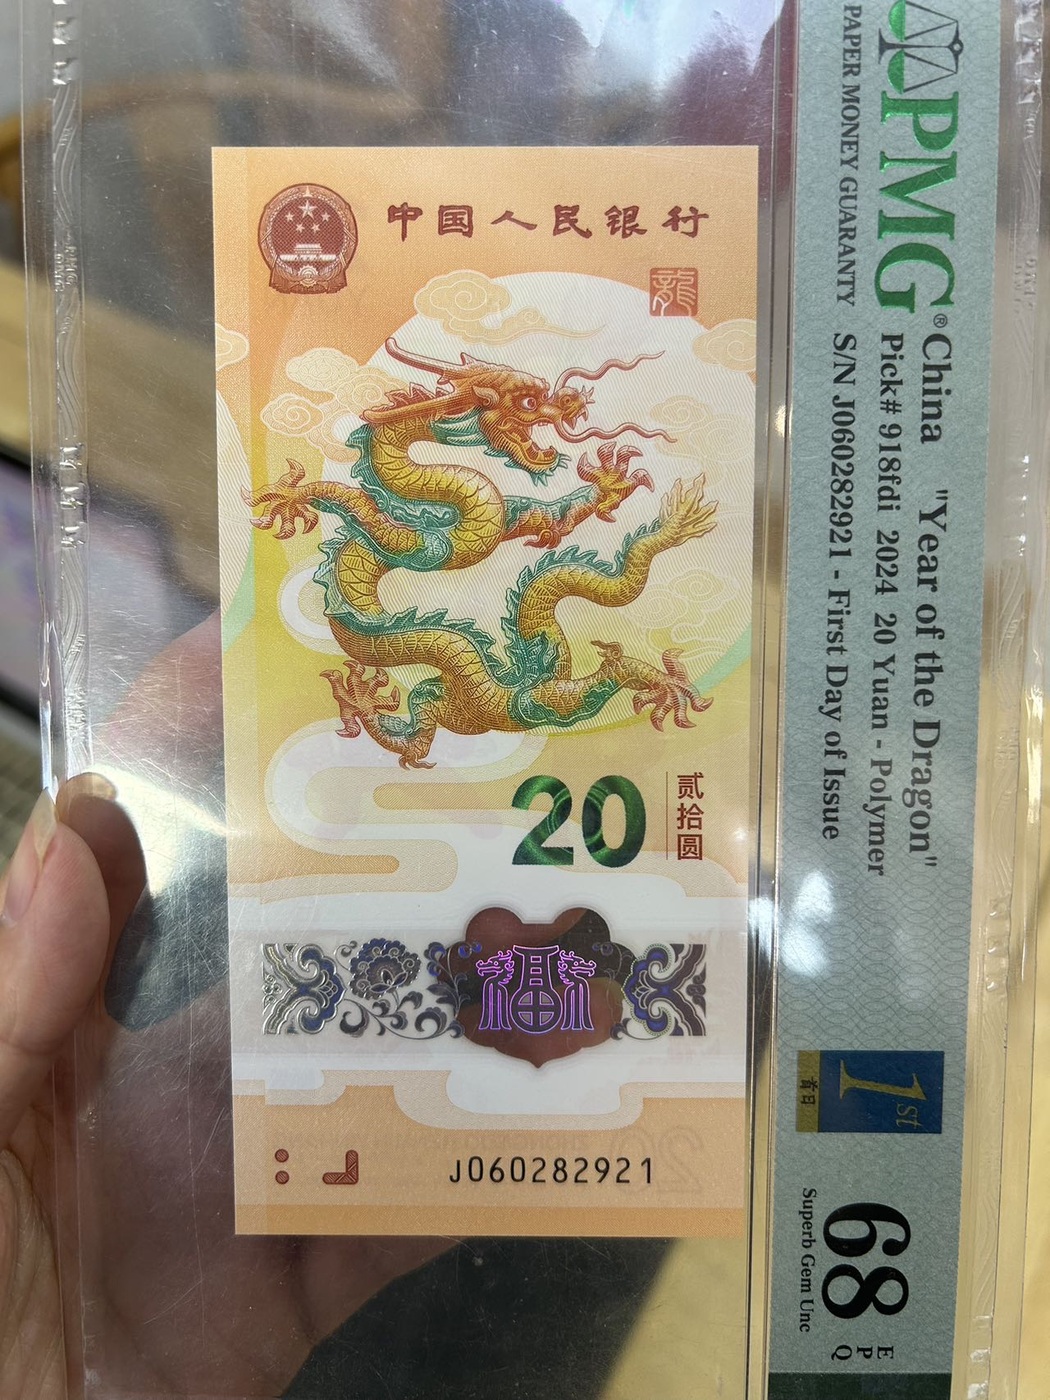 中国人民银行
龍
20
贰拾圆
福
J060282921
PMG®
PAPER MONEY GUARANTY
China "Year of the Dragon"
Pick# 918fdi 2024 20 Yuan - Polymer
S/N J060282921 - First Day of Issue
1st
首日
68 EPQ
Superb Gem Unc